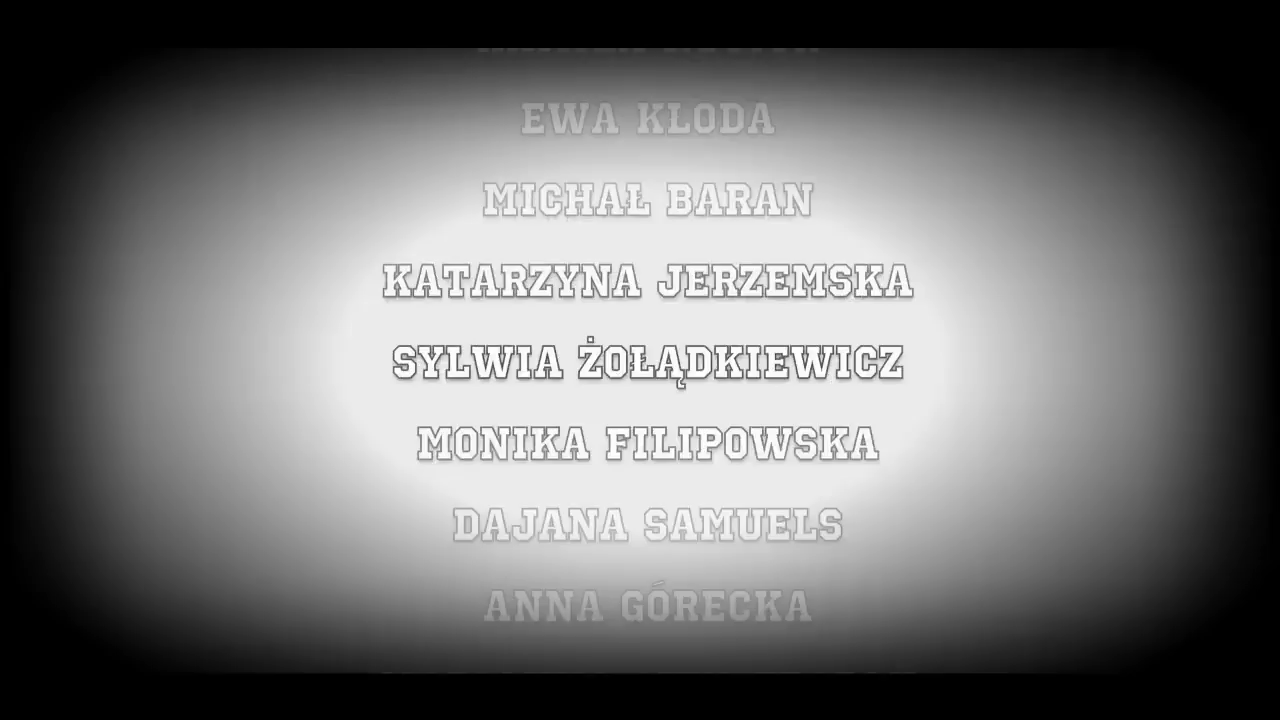 EWA KLODA
MICHAŁ BARAN
KATARZYNA JERZEMSKA
SYLWIA ŻOŁĄDKIEWICZ
MONIKA FILIPOWSKA
DAJANA SAMUELS
ANNA GÓRECKA